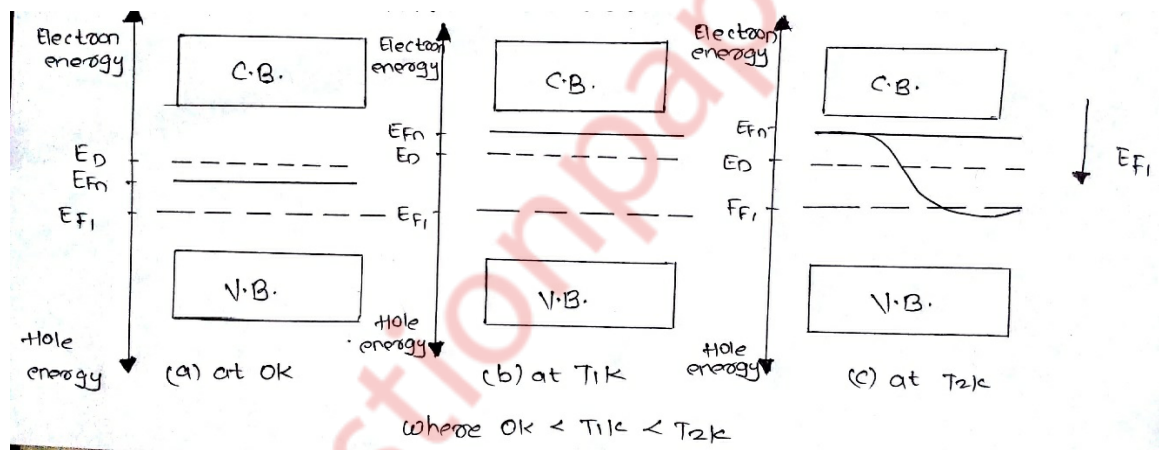 Electron
energy
C.B.
ED
EFn
EFi
V.B.
Hole
energy
(a) at 0K
Electron
energy
C.B.
EFn
ED
EFi
V.B.
Hole
energy
(b) at T1K
Electron
energy
C.B.
EFn
ED
FFi
V.B.
Hole
energy
(c) at T2K
EFi
where 0K < T1K < T2K
stionpap